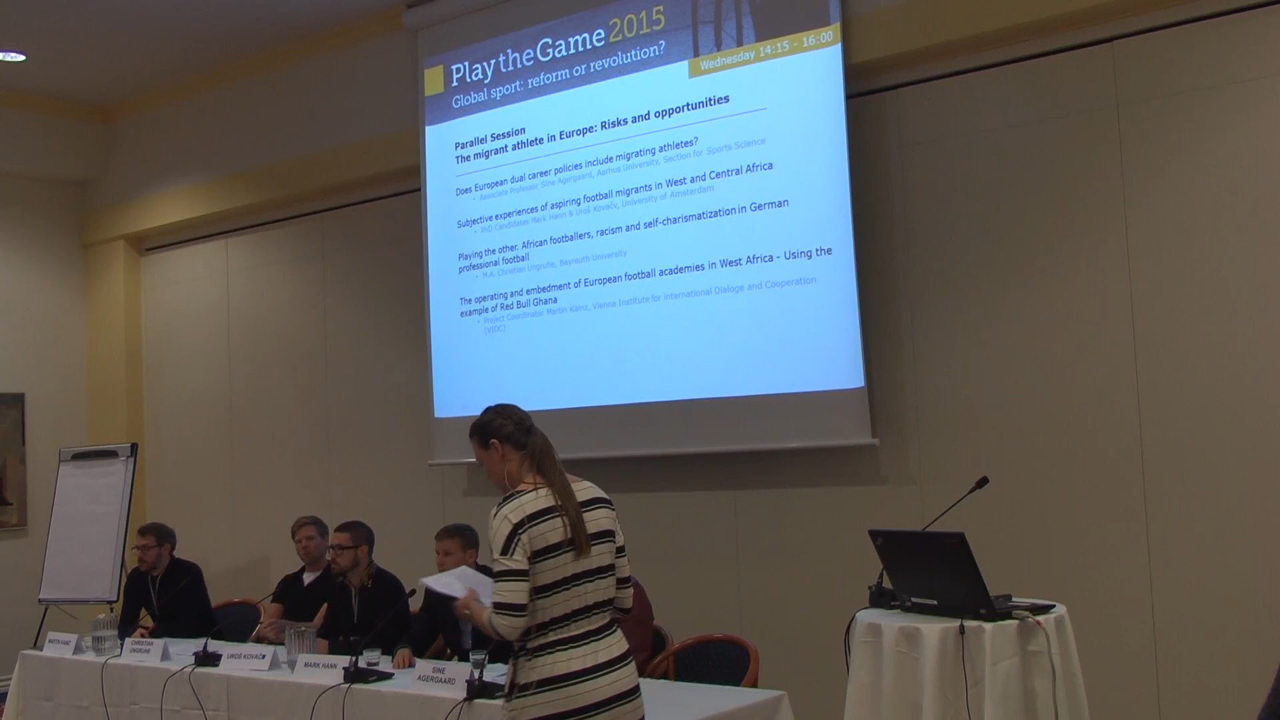 Play the Game 2015
Global sport: reform or revolution?
Wednesday 14:15 - 16:00
Parallel Session
The migrant athlete in Europe: Risks and opportunities
Does European dual career policies include migrating athletes?
• Associate Professor Sine Agergaard, Aarhus University, Section for Sports Science
Subjective experiences of aspiring football migrants in West and Central Africa
• PhD Candidates Mark Hann & Uroš Kovač, University of Amsterdam
Playing the other. African footballers, racism and self-charismatization in German
professional football
• M.A. Christian Ungruhe, Bayreuth University
The operating and embedment of European football academies in West Africa - Using the
example of Red Bull Ghana
• Project Coordinator Martin Kainz, Vienna Institute for International Dialoge and Cooperation
(VIDC)
MARTIN KAINZ
CHRISTIAN
UNGRUHE
UROŠ KOVAČ
MARK HANN
SINE
AGERGAARD